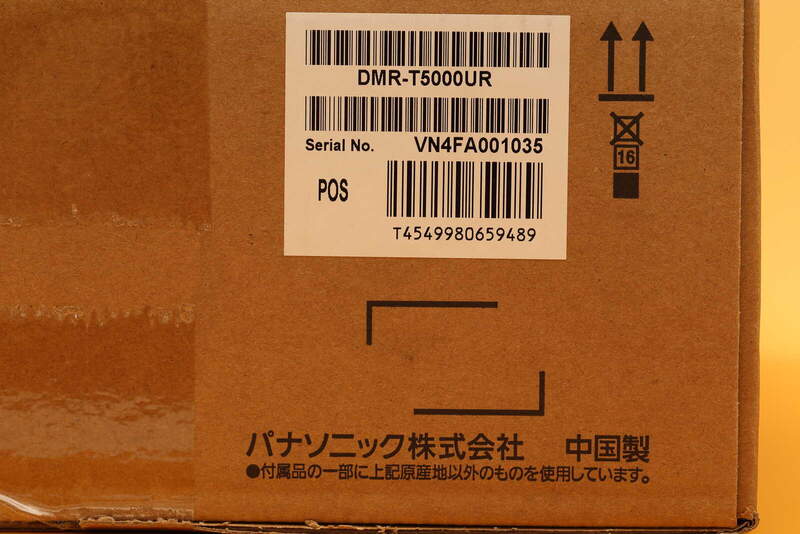 DMR-T5000UR
Serial No. VN4FA001035
16
POS
T4549980659489
パナソニック株式会社 中国製
●付属品の一部に上記原産地以外のものを使用しています。